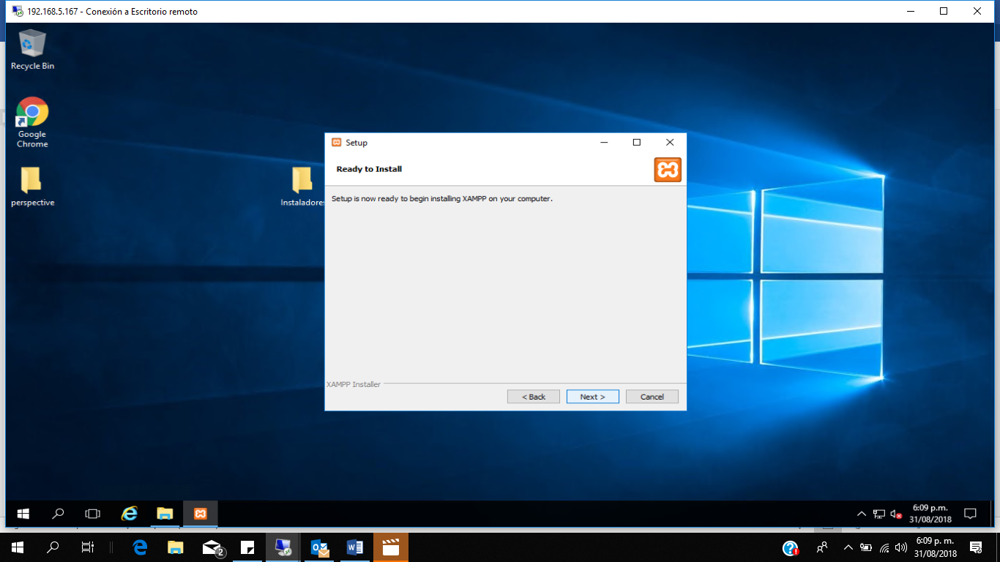 192.168.5.167 - Conexión a Escritorio remoto
Recycle Bin
Google
Chrome
perspective
Instaladores
Setup
Ready to Install
Setup is now ready to begin installing XAMPP on your computer.
XAMPP Installer
< Back
Next >
Cancel
6:09 p.m.
31/08/2018
2
6:09 p. m.
31/08/2018